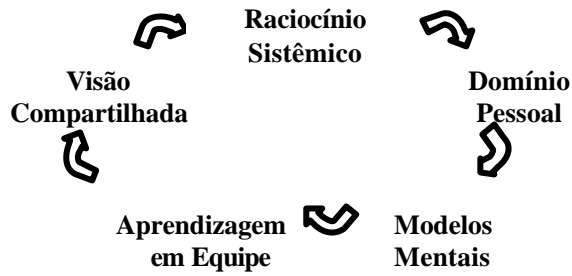 Raciocínio
Sistêmico
Domínio
Pessoal
Modelos
Mentais
Aprendizagem
em Equipe
Visão
Compartilhada